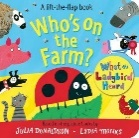 A lift-the-flap book
Who's on
the Farm?
What the
Ladybird
Heard
JULIA DONALDSON
LYDIA MONKS